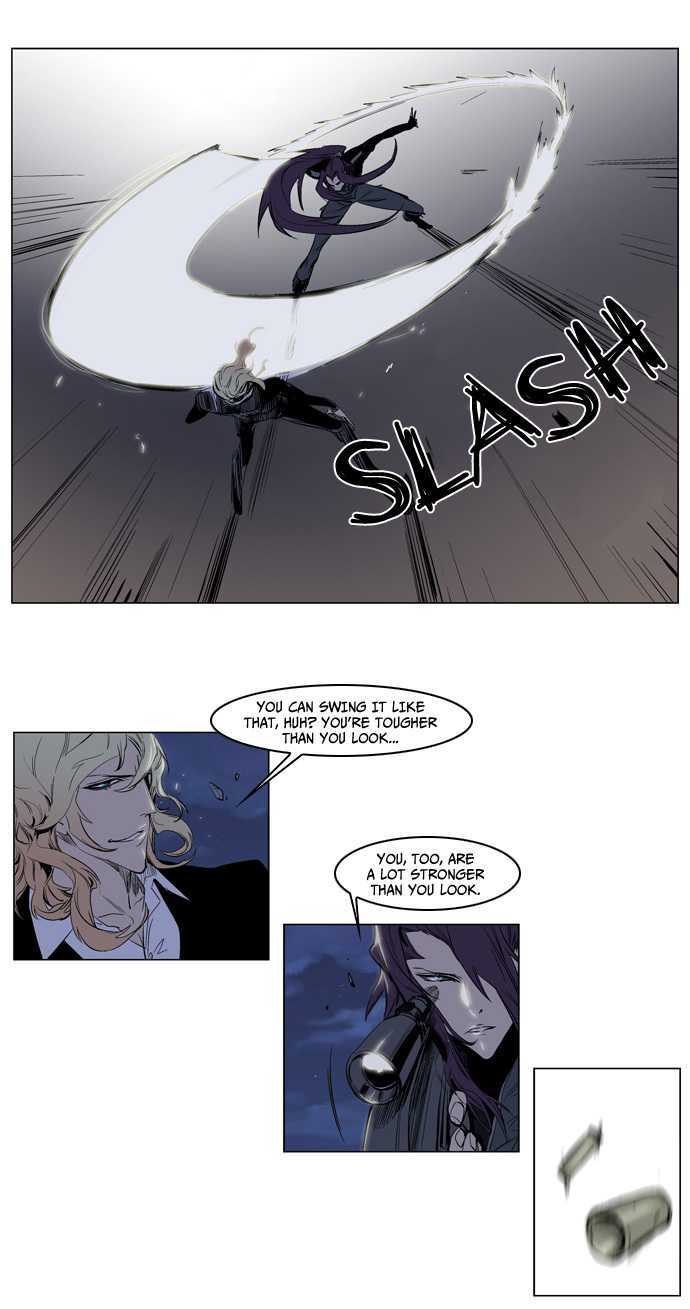 SLASH
YOU CAN SWING IT LIKE
THAT, HUH? YOU'RE TOUGHER
THAN YOU LOOK...
YOU, TOO, ARE
A LOT STRONGER
THAN YOU LOOK.